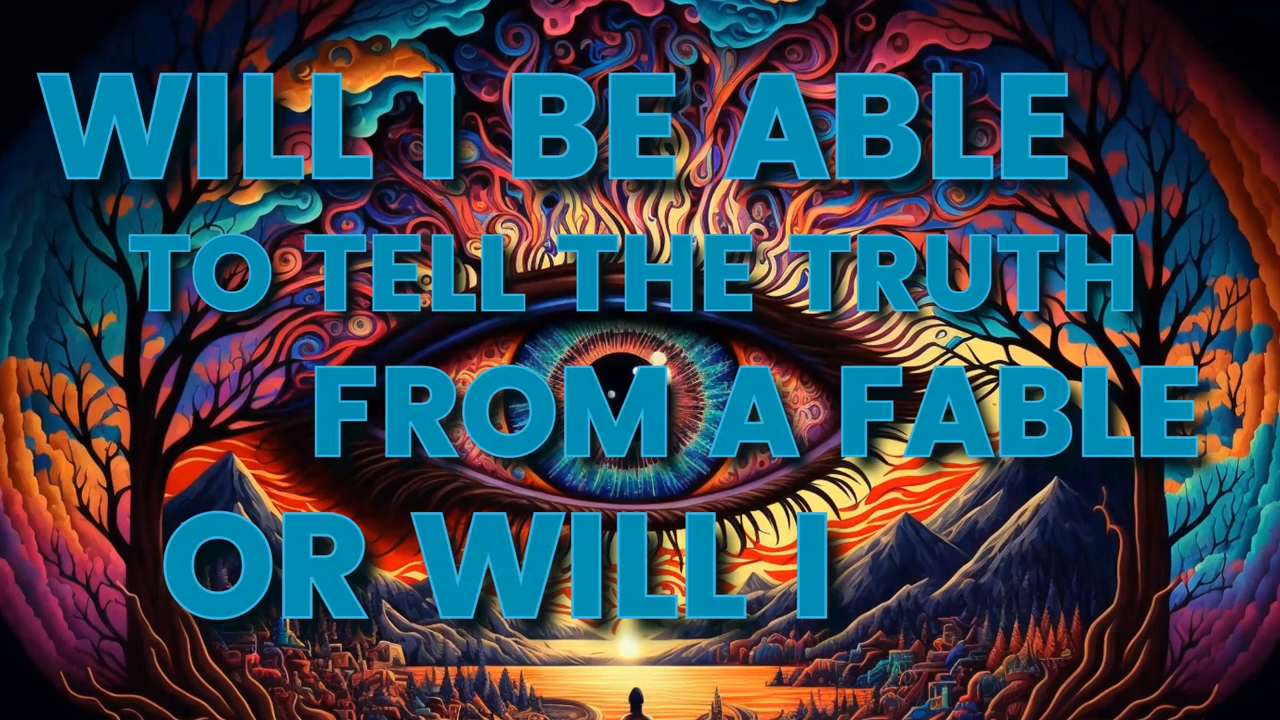 WILL I BE ABLE
TO TELL THE TRUTH
FROM A FABLE
OR WILL I